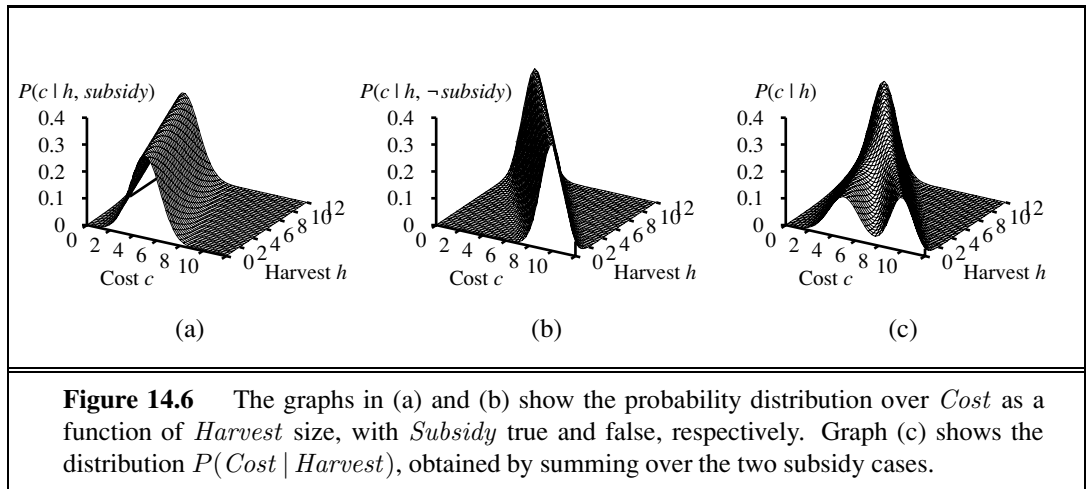 P(c | h, subsidy)
0.4
0.3
0.2
0.1
0
0 2 4 6 8 10
Cost c
0 2 4 6 8 10 12
Harvest h
(a)
P(c | h, ¬ subsidy)
0.4
0.3
0.2
0.1
0
0 2 4 6 8 10
Cost c
0 2 4 6 8 10 12
Harvest h
(b)
P(c | h)
0.4
0.3
0.2
0.1
0
0 2 4 6 8 10
Cost c
0 2 4 6 8 10 12
Harvest h
(c)
Figure 14.6 The graphs in (a) and (b) show the probability distribution over Cost as a
function of Harvest size, with Subsidy true and false, respectively. Graph (c) shows the
distribution P(Cost | Harvest), obtained by summing over the two subsidy cases.